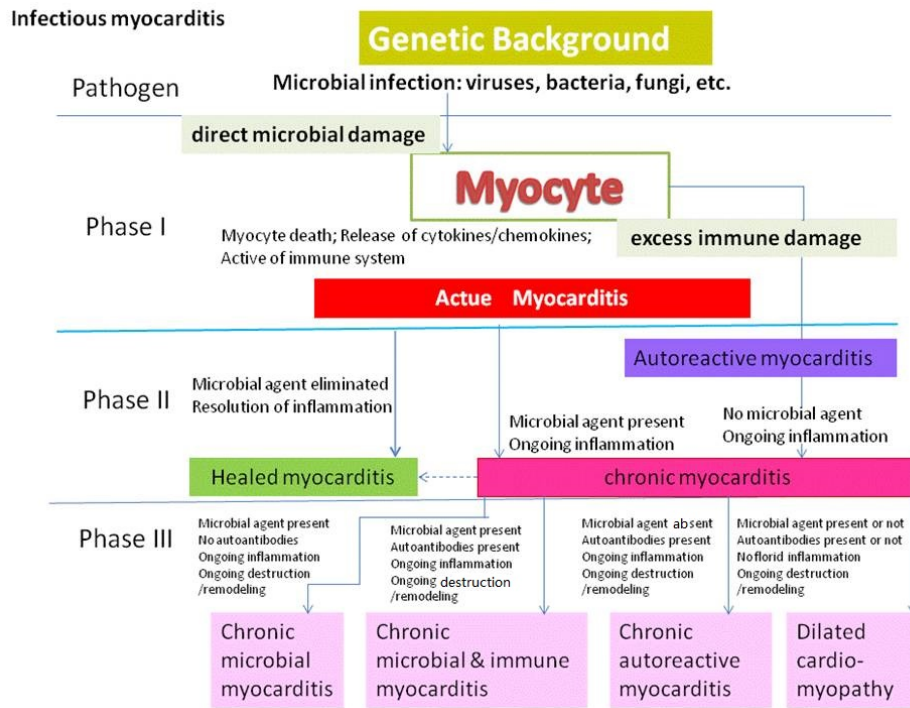 Infectious myocarditis
Genetic Background
Pathogen
Microbial infection: viruses, bacteria, fungi, etc.
direct microbial damage
Myocyte
Phase I
Myocyte death; Release of cytokines/chemokines;
Active of immune system
excess immune damage
Actue Myocarditis
Autoreactive myocarditis
Phase II
Microbial agent eliminated
Resolution of inflammation
Microbial agent present
Ongoing inflammation
No microbial agent
Ongoing inflammation
Healed myocarditis
chronic myocarditis
Phase III
Microbial agent present
No autoantibodies
Ongoing inflammation
Ongoing destruction
/remodeling
Microbial agent present
Autoantibodies present
Ongoing inflammation
Ongoing destruction
/remodeling
Microbial agent absent
Autoantibodies present
Ongoing inflammation
Ongoing destruction
/remodeling
Microbial agent present or not
Autoantibodies present or not
No florid inflammation
Ongoing destruction
/remodeling
Chronic
microbial
myocarditis
Chronic
microbial & immune
myocarditis
Chronic
autoreactive
myocarditis
Dilated
cardio-
myopathy